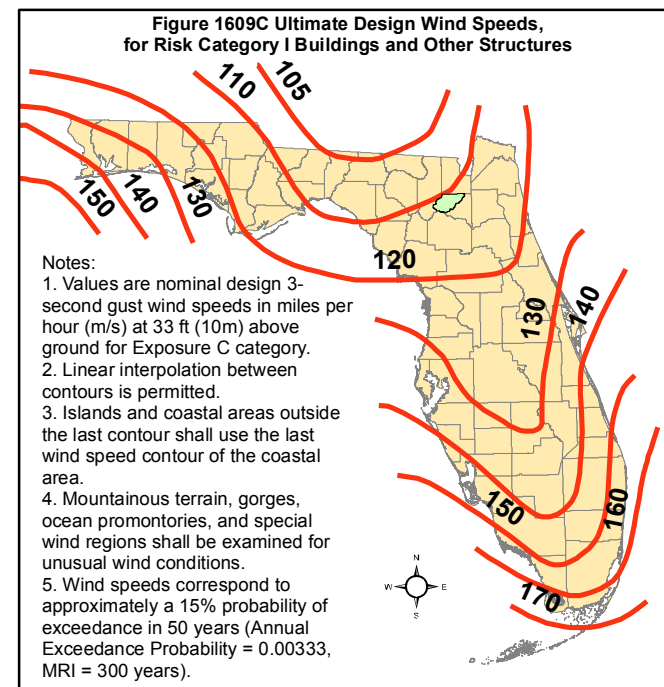 Figure 1609C Ultimate Design Wind Speeds,
for Risk Category I Buildings and Other Structures
105
110
150
140
130
120
130
140
150
160
170
Notes:
1. Values are nominal design 3-
second gust wind speeds in miles per
hour (m/s) at 33 ft (10m) above
ground for Exposure C category.
2. Linear interpolation between
contours is permitted.
3. Islands and coastal areas outside
the last contour shall use the last
wind speed contour of the coastal
area.
4. Mountainous terrain, gorges,
ocean promontories, and special
wind regions shall be examined for
unusual wind conditions.
5. Wind speeds correspond to
approximately a 15% probability of
exceedance in 50 years (Annual
Exceedance Probability = 0.00333,
MRI = 300 years).
N
W E
S